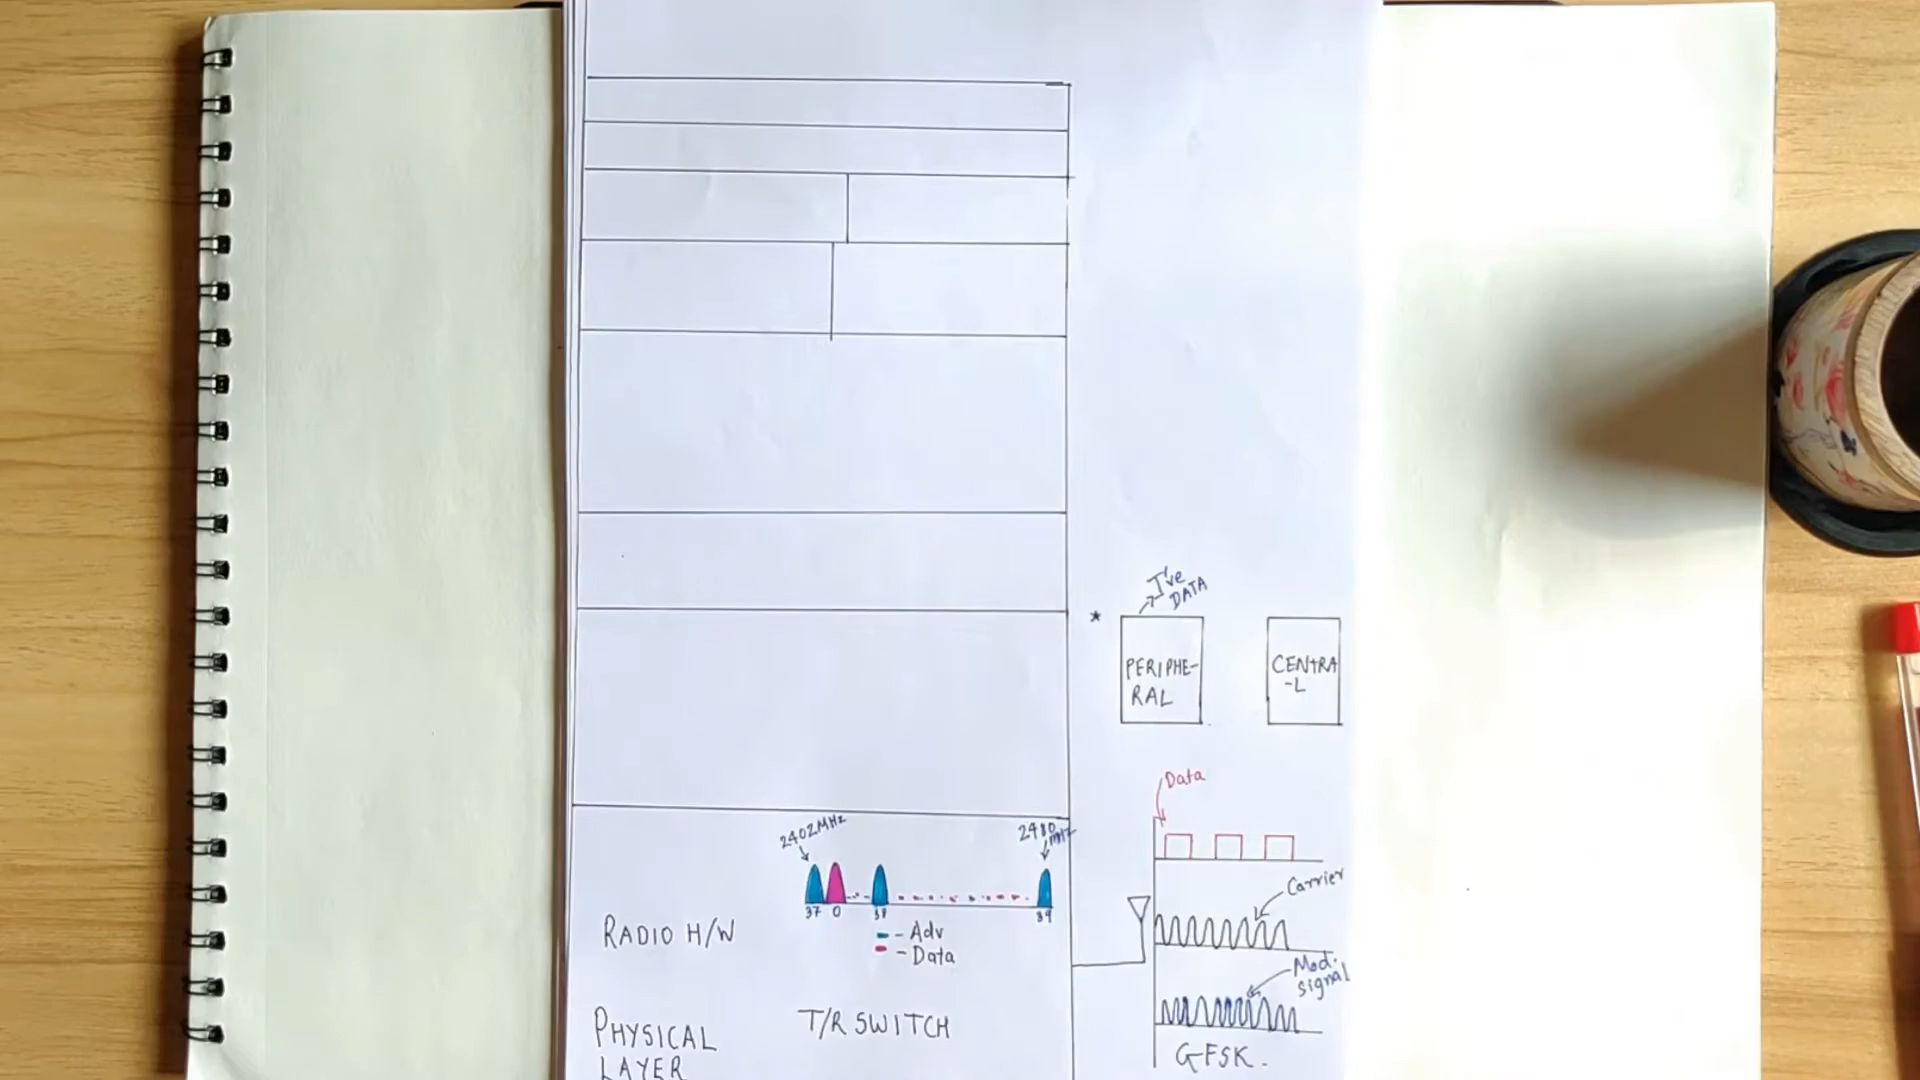 I've
DATA
*
PERIPHE-
RAL
CENTRA
-L
Data
2402MHz
2480
MHz
37 0 38 39
Carrier
RADIO H/W
- Adv
- Data
Mod.
signal
PHYSICAL
LAYER
T/R SWITCH
GFSK.